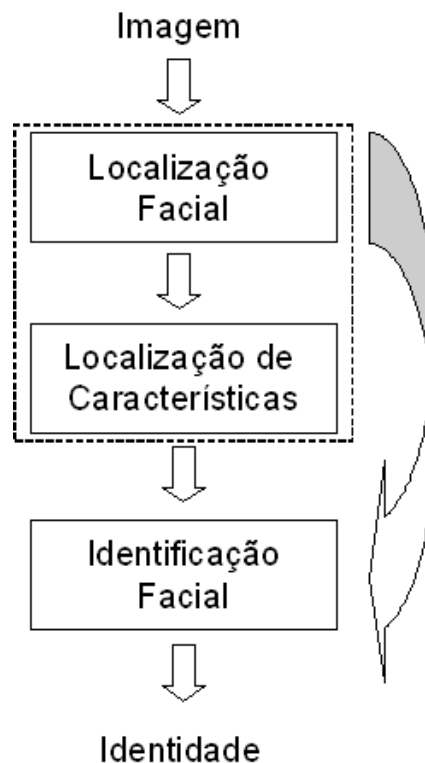 Imagem
Localização
Facial
Localização de
Características
Identificação
Facial
Identidade